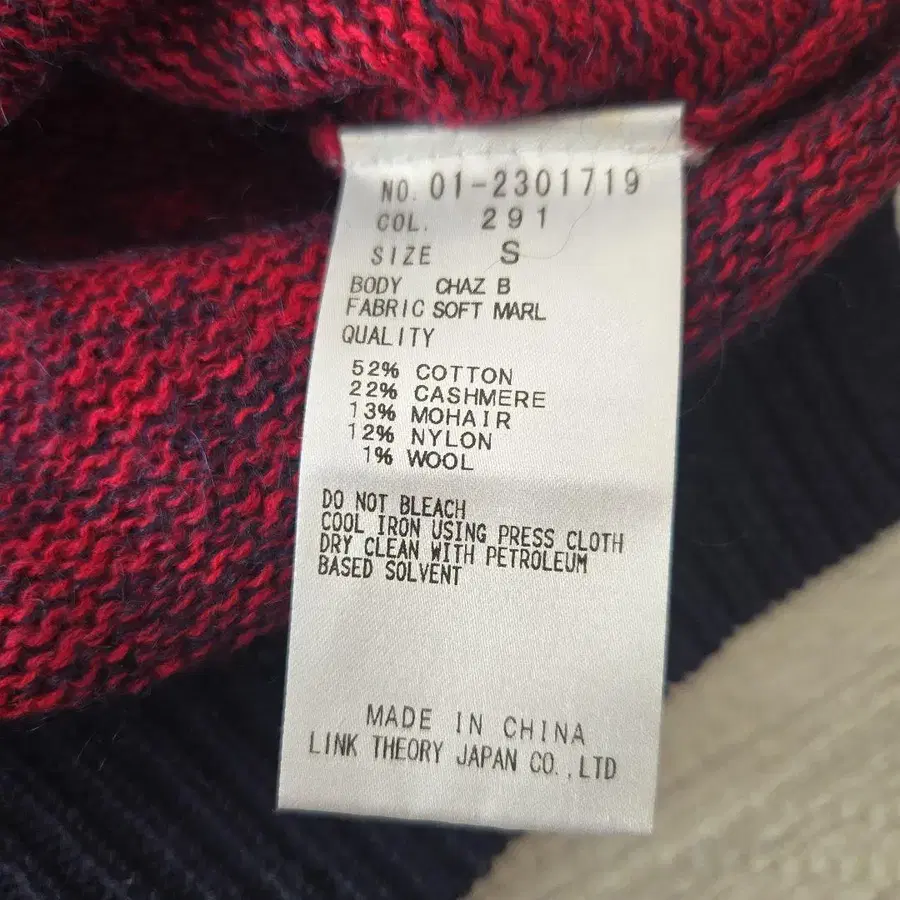 NO. 01-2301719
COL. 291
SIZE S
BODY CHAZ B
FABRIC SOFT MARL
QUALITY
52% COTTON
22% CASHMERE
13% MOHAIR
12% NYLON
1% WOOL
DO NOT BLEACH
COOL IRON USING PRESS CLOTH
DRY CLEAN WITH PETROLEUM
BASED SOLVENT
MADE IN CHINA
LINK THEORY JAPAN CO.,LTD